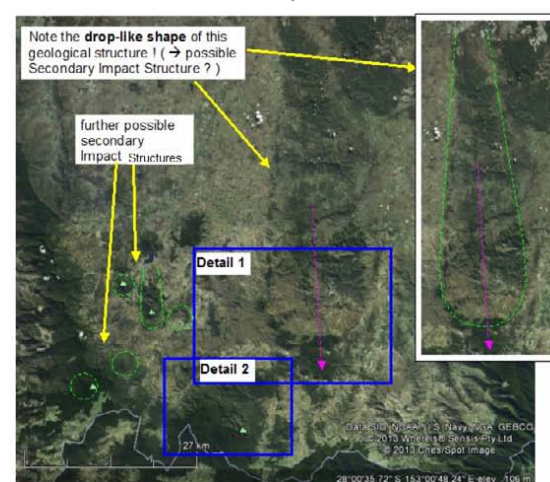 Note the drop-like shape of this
geological structure ! ( → possible
Secondary Impact Structure ? )
further possible
secondary
Impact Structures
Detail 1
Detail 2
27 km
Data SIO, NOAA, U.S. Navy, NGA, GEBCO
© 2013 Whereis® Sensis Pty Ltd
© 2013 Cnes/Spot Image
28°00'35.72" S 153°00'48.24" E elev 106 m